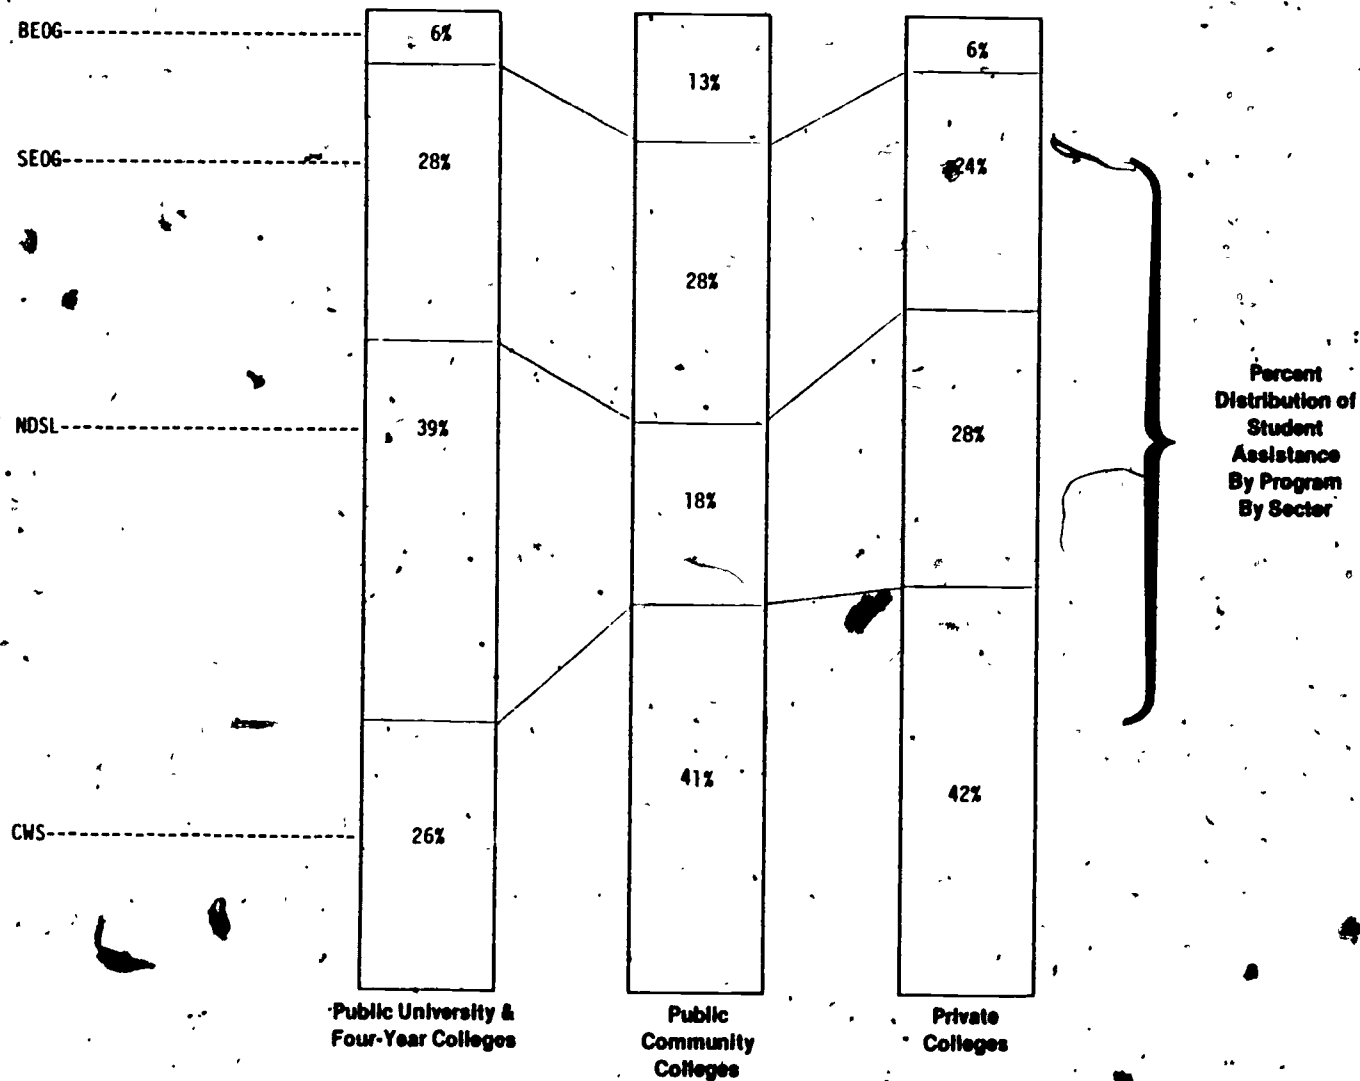 BEOG
6%
13%
6%
SEOG
28%
24%
28%
NDSL
39%
18%
28%
Percent
Distribution of
Student
Assistance
By Program
By Sector
CWS
26%
41%
42%
Public University &
Four-Year Colleges
Public
Community
Colleges
Private
Colleges